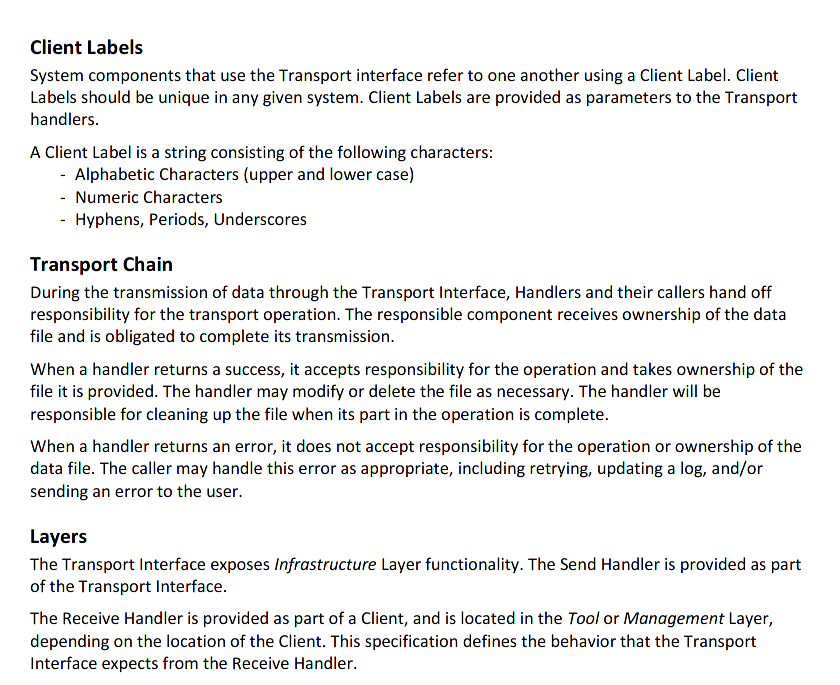 Client Labels
System components that use the Transport interface refer to one another using a Client Label. Client
Labels should be unique in any given system. Client Labels are provided as parameters to the Transport
handlers.
A Client Label is a string consisting of the following characters:
- Alphabetic Characters (upper and lower case)
- Numeric Characters
- Hyphens, Periods, Underscores
Transport Chain
During the transmission of data through the Transport Interface, Handlers and their callers hand off
responsibility for the transport operation. The responsible component receives ownership of the data
file and is obligated to complete its transmission.
When a handler returns a success, it accepts responsibility for the operation and takes ownership of the
file it is provided. The handler may modify or delete the file as necessary. The handler will be
responsible for cleaning up the file when its part in the operation is complete.
When a handler returns an error, it does not accept responsibility for the operation or ownership of the
data file. The caller may handle this error as appropriate, including retrying, updating a log, and/or
sending an error to the user.
Layers
The Transport Interface exposes Infrastructure Layer functionality. The Send Handler is provided as part
of the Transport Interface.
The Receive Handler is provided as part of a Client, and is located in the Tool or Management Layer,
depending on the location of the Client. This specification defines the behavior that the Transport
Interface expects from the Receive Handler.